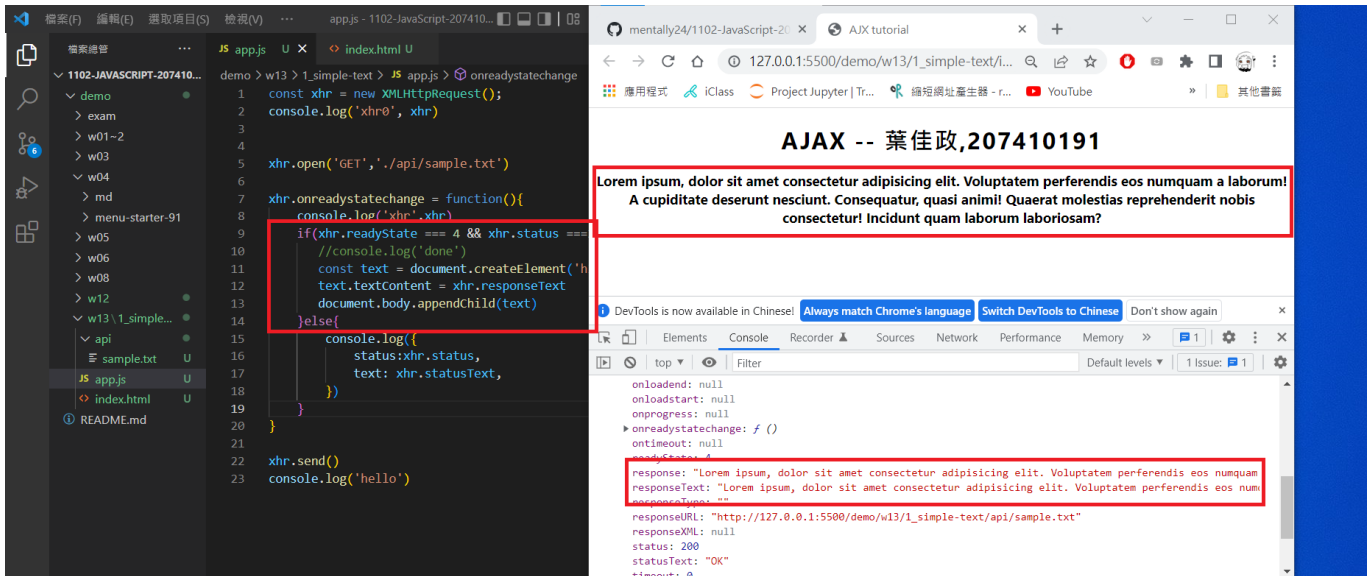 檔案(F) 編輯(E) 選取項目(S) 檢視(V) ··· app.js - 1102-JavaScript-207410...
檔案總管 ···
1102-JAVASCRIPT-207410...
demo
exam
w01~2
w03
w04
md
menu-starter-91
w05
w06
w08
w12
w13\1_simple...
api
sample.txt U
JS app.js U
index.html U
README.md
6
JS app.js U × <> index.html U
demo > w13 > 1_simple-text > JS app.js > onreadystatechange
1 const xhr = new XMLHttpRequest();
2 console.log('xhr0', xhr)
3
4
5 xhr.open('GET','./api/sample.txt')
6
7 xhr.onreadystatechange = function(){
8 console.log('xhr',xhr)
9 if(xhr.readyState === 4 && xhr.status ===
10 //console.log('done')
11 const text = document.createElement('h
12 text.textContent = xhr.responseText
13 document.body.appendChild(text)
14 }else{
15 console.log({
16 status:xhr.status,
17 text: xhr.statusText,
18 })
19 }
20 }
21
22 xhr.send()
23 console.log('hello')
mentally24/1102-JavaScript-20 × AJX tutorial × +
127.0.0.1:5500/demo/w13/1_simple-text/i...
應用程式 iClass Project Jupyter | Tr... 縮短網址產生器 - r... YouTube » 其他書籤
AJAX -- 葉佳政,207410191
Lorem ipsum, dolor sit amet consectetur adipisicing elit. Voluptatem perferendis eos numquam a laborum!
A cupiditate deserunt nesciunt. Consequatur, quasi animi! Quaerat molestias reprehenderit nobis
consectetur! Incidunt quam laborum laboriosam?
DevTools is now available in Chinese! Always match Chrome's language Switch DevTools to Chinese Don't show again ×
Elements Console Recorder Sources Network Performance Memory » 1
top ▼ Filter Default levels ▼ 1 Issue: 1
onloadend: null
onloadstart: null
onprogress: null
onreadystatechange: ƒ ()
ontimeout: null
readyState: 4
response: "Lorem ipsum, dolor sit amet consectetur adipisicing elit. Voluptatem perferendis eos numquam
responseText: "Lorem ipsum, dolor sit amet consectetur adipisicing elit. Voluptatem perferendis eos num
responseType: ""
responseURL: "http://127.0.0.1:5500/demo/w13/1_simple-text/api/sample.txt"
responseXML: null
status: 200
statusText: "OK"
timeout: 0